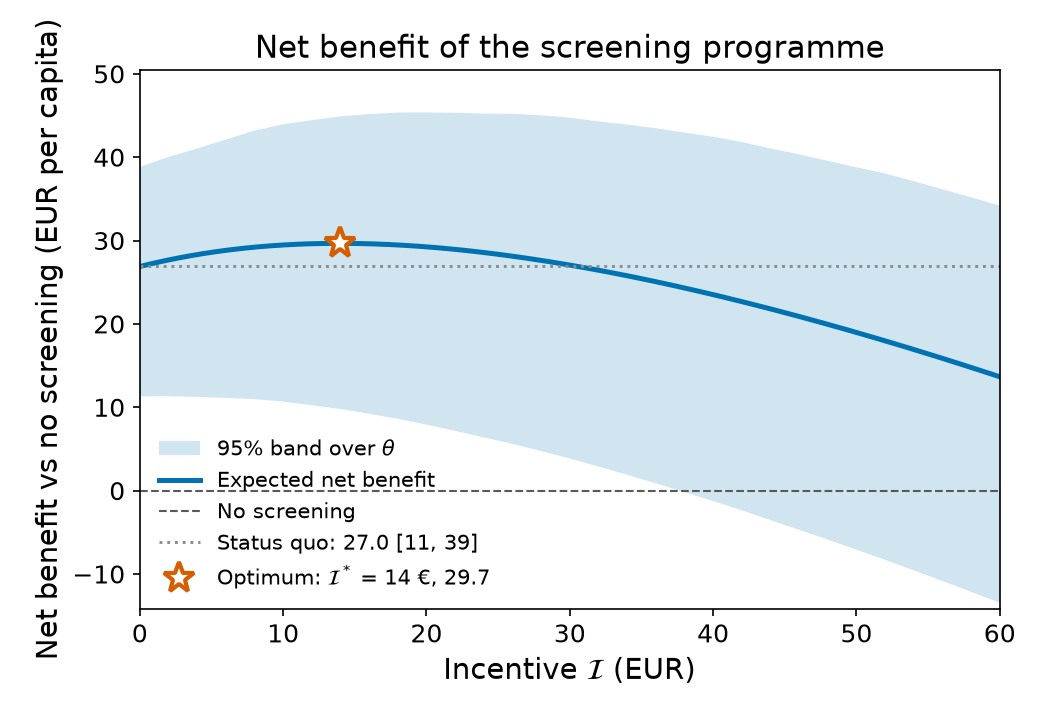 Net benefit of the screening programme
Net benefit vs no screening (EUR per capita)
50
40
30
20
10
0
−10
95% band over θ
Expected net benefit
No screening
Status quo: 27.0 [11, 39]
Optimum: ℐ* = 14 €, 29.7
0 10 20 30 40 50 60
Incentive ℐ (EUR)